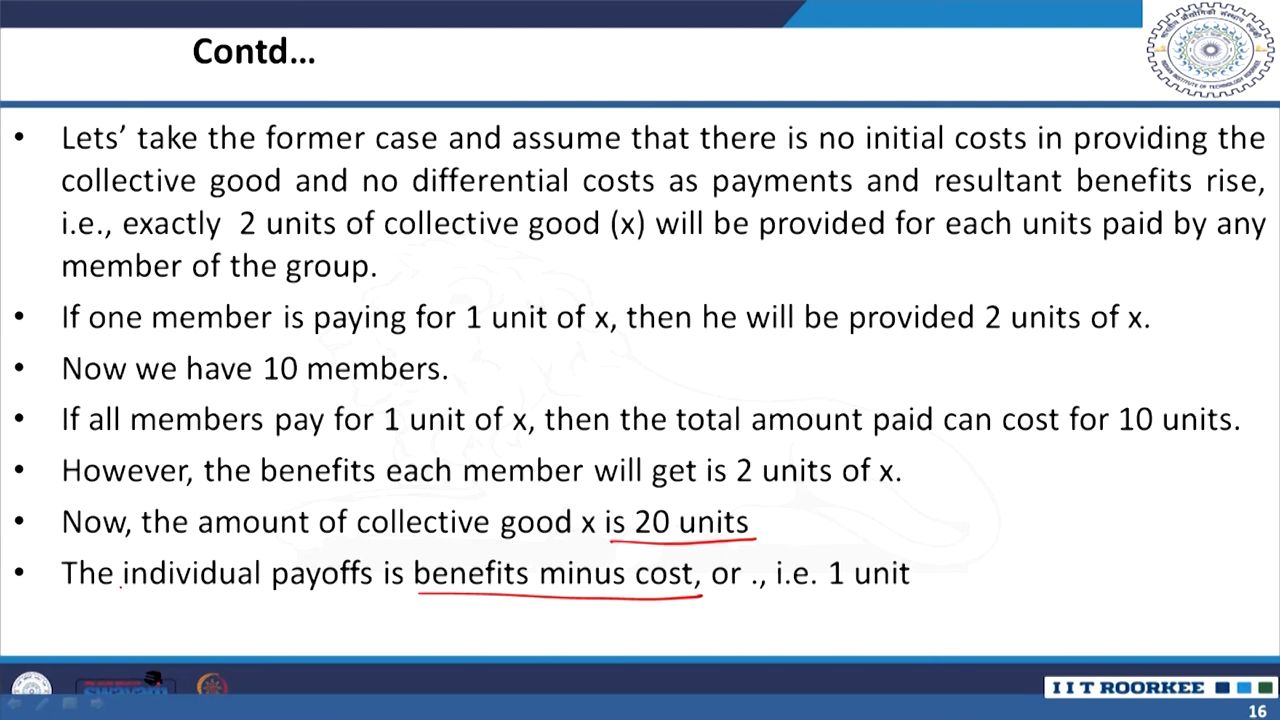 Contd...
• Lets' take the former case and assume that there is no initial costs in providing the
collective good and no differential costs as payments and resultant benefits rise,
i.e., exactly 2 units of collective good (x) will be provided for each units paid by any
member of the group.
• If one member is paying for 1 unit of x, then he will be provided 2 units of x.
• Now we have 10 members.
• If all members pay for 1 unit of x, then the total amount paid can cost for 10 units.
• However, the benefits each member will get is 2 units of x.
• Now, the amount of collective good x is 20 units
• The individual payoffs is benefits minus cost, or ., i.e. 1 unit
swayam
IIT ROORKEE
16